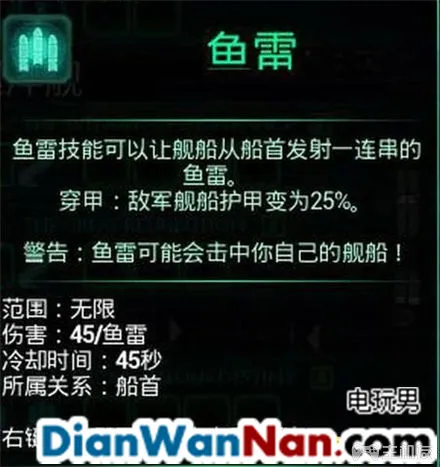 鱼雷
鱼雷技能可以让舰船从船首发射一连串的
鱼雷。
穿甲：敌军舰船护甲变为25%。
警告：鱼雷可能会击中你自己的舰船！
范围：无限
伤害：45/鱼雷
冷却时间：45秒
所属关系：船首
电玩男
右键
DianWanNan.com